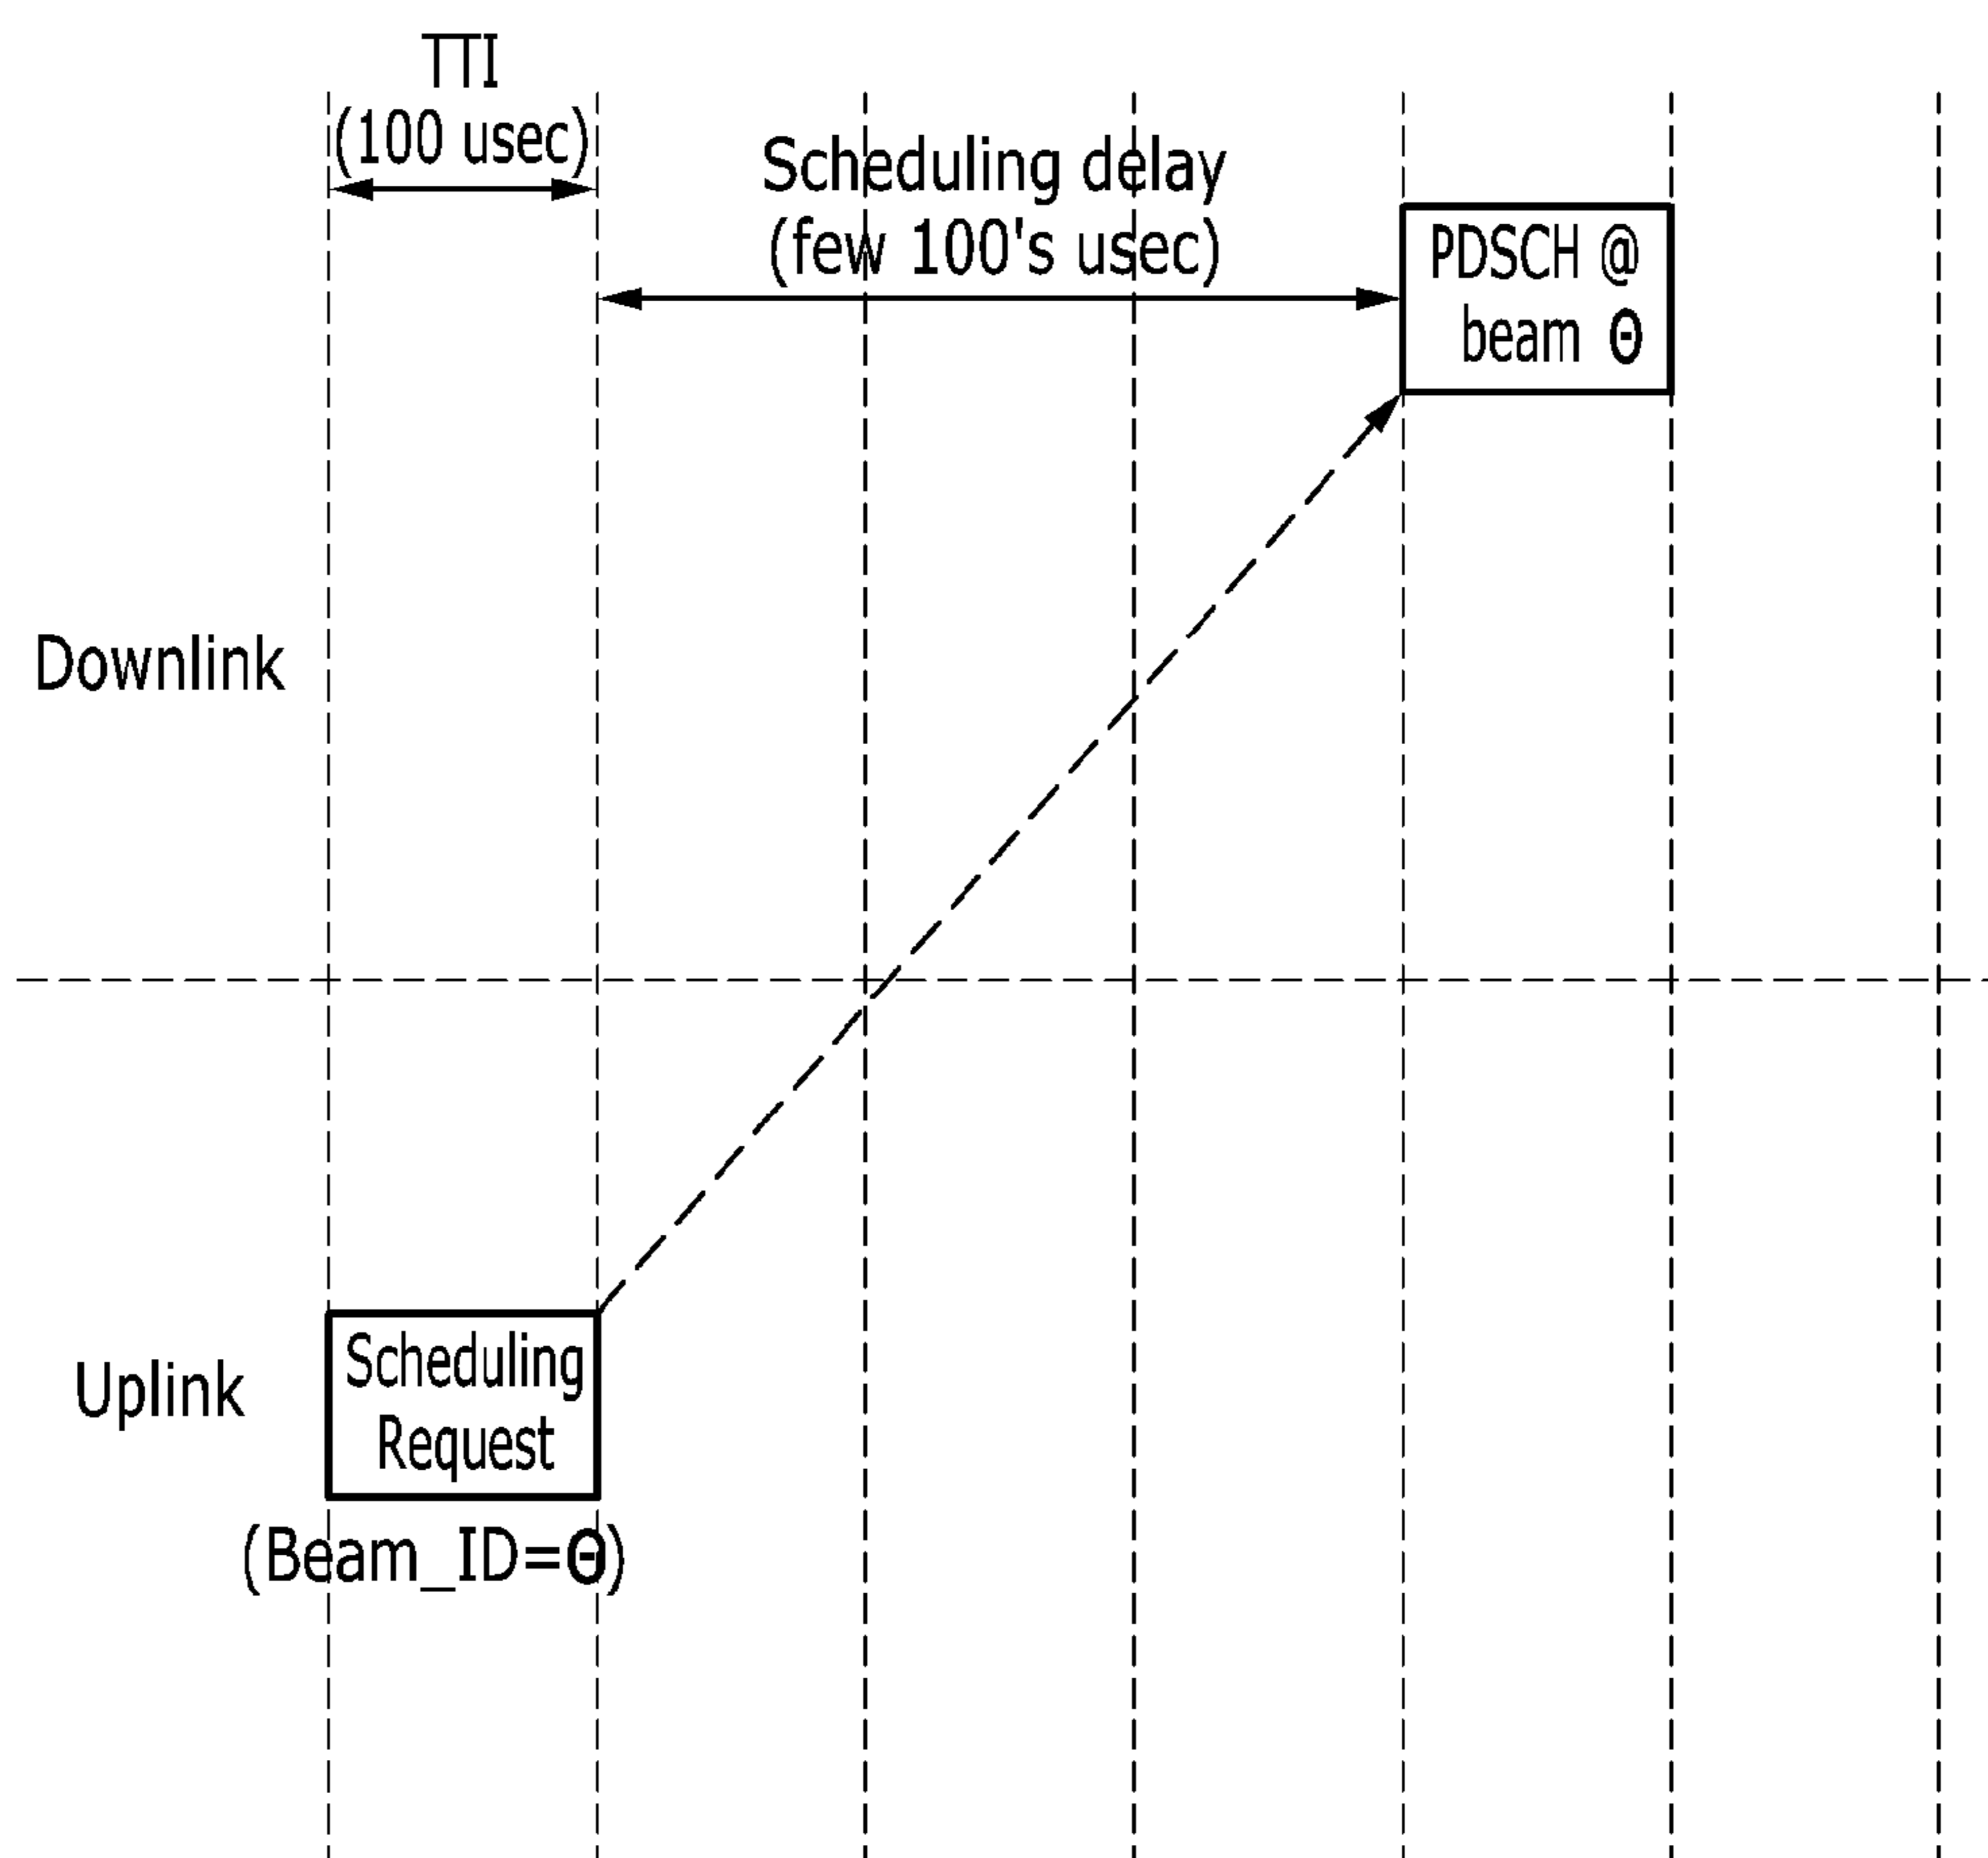 TTI
(100 usec)
Scheduling delay
(few 100's usec)
PDSCH @
beam Θ
Downlink
Uplink
Scheduling
Request
(Beam_ID=Θ)